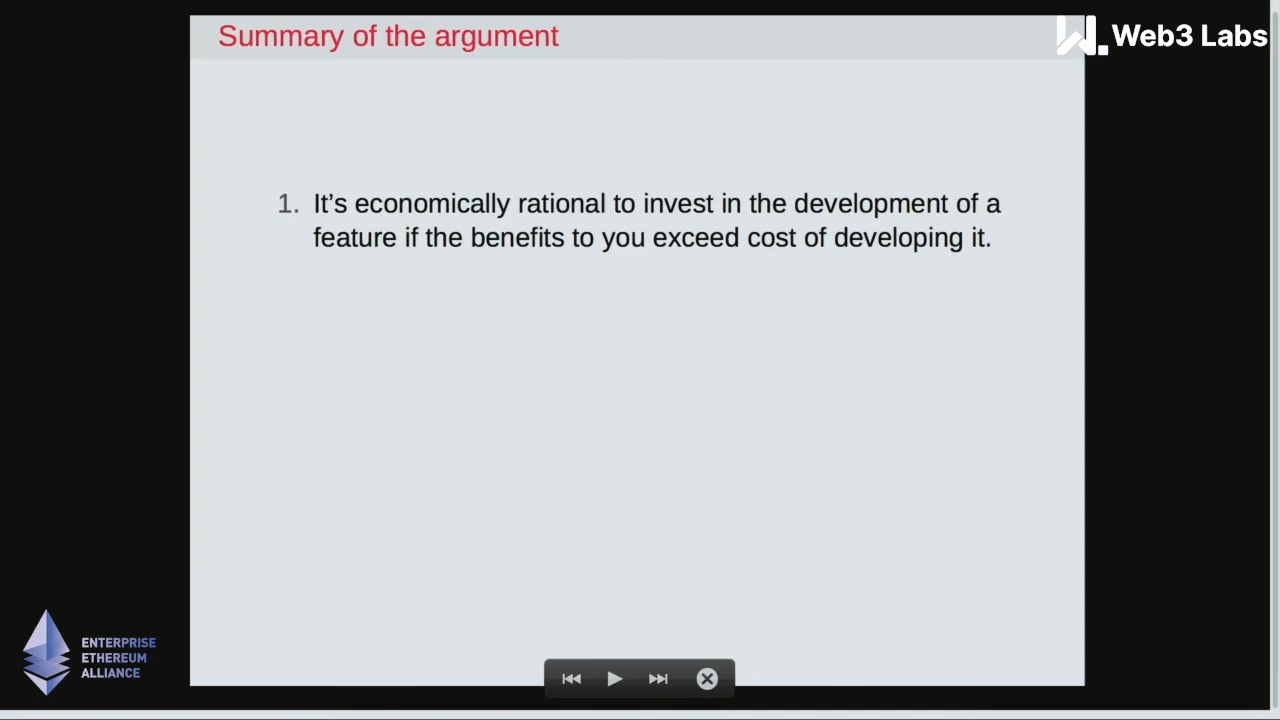 Summary of the argument
Web3 Labs
1. It's economically rational to invest in the development of a
feature if the benefits to you exceed cost of developing it.
ENTERPRISE
ETHEREUM
ALLIANCE